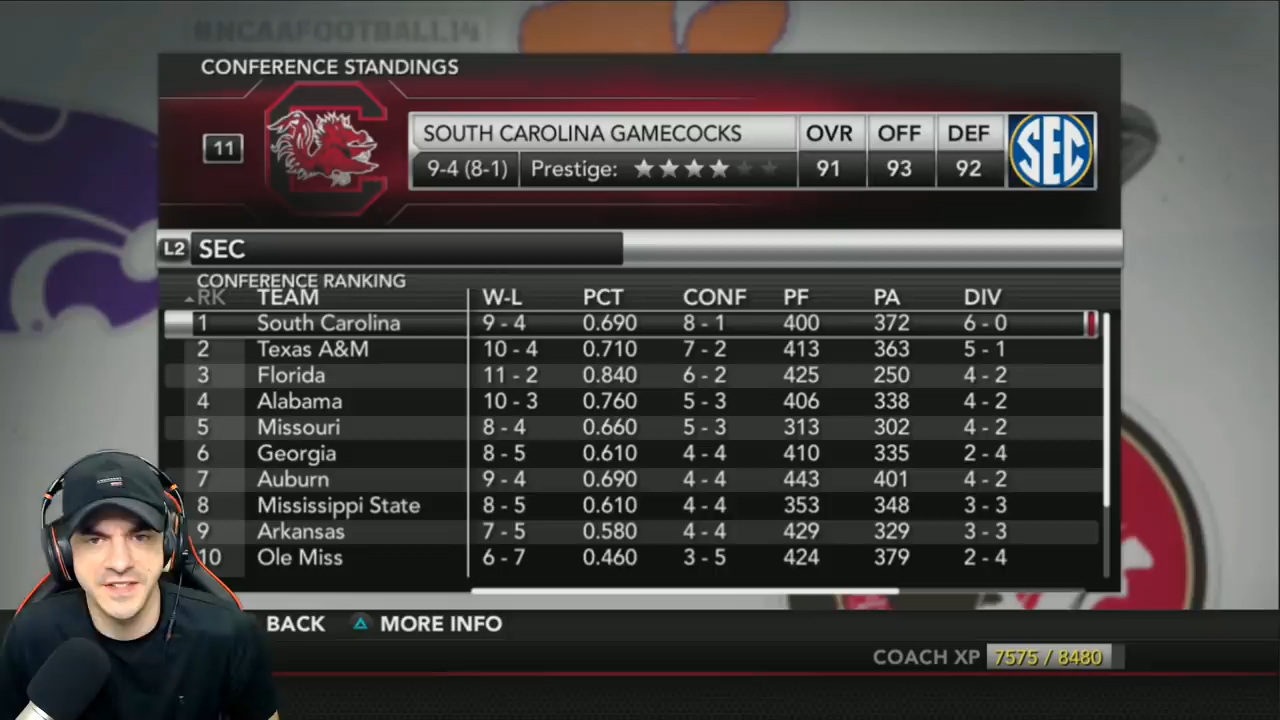 #NCAAFOOTBALL14
CONFERENCE STANDINGS
11
SOUTH CAROLINA GAMECOCKS OVR OFF DEF
9-4 (8-1) Prestige: 91 93 92
SEC
L2 SEC
CONFERENCE RANKING
RK TEAM W-L PCT CONF PF PA DIV
1 South Carolina 9 - 4 0.690 8 - 1 400 372 6 - 0
2 Texas A&M 10 - 4 0.710 7 - 2 413 363 5 - 1
3 Florida 11 - 2 0.840 6 - 2 425 250 4 - 2
4 Alabama 10 - 3 0.760 5 - 3 406 338 4 - 2
5 Missouri 8 - 4 0.660 5 - 3 313 302 4 - 2
6 Georgia 8 - 5 0.610 4 - 4 410 335 2 - 4
7 Auburn 9 - 4 0.690 4 - 4 443 401 4 - 2
8 Mississippi State 8 - 5 0.610 4 - 4 353 348 3 - 3
9 Arkansas 7 - 5 0.580 4 - 4 429 329 3 - 3
10 Ole Miss 6 - 7 0.460 3 - 5 424 379 2 - 4
BACK MORE INFO
COACH XP 7575 / 8480